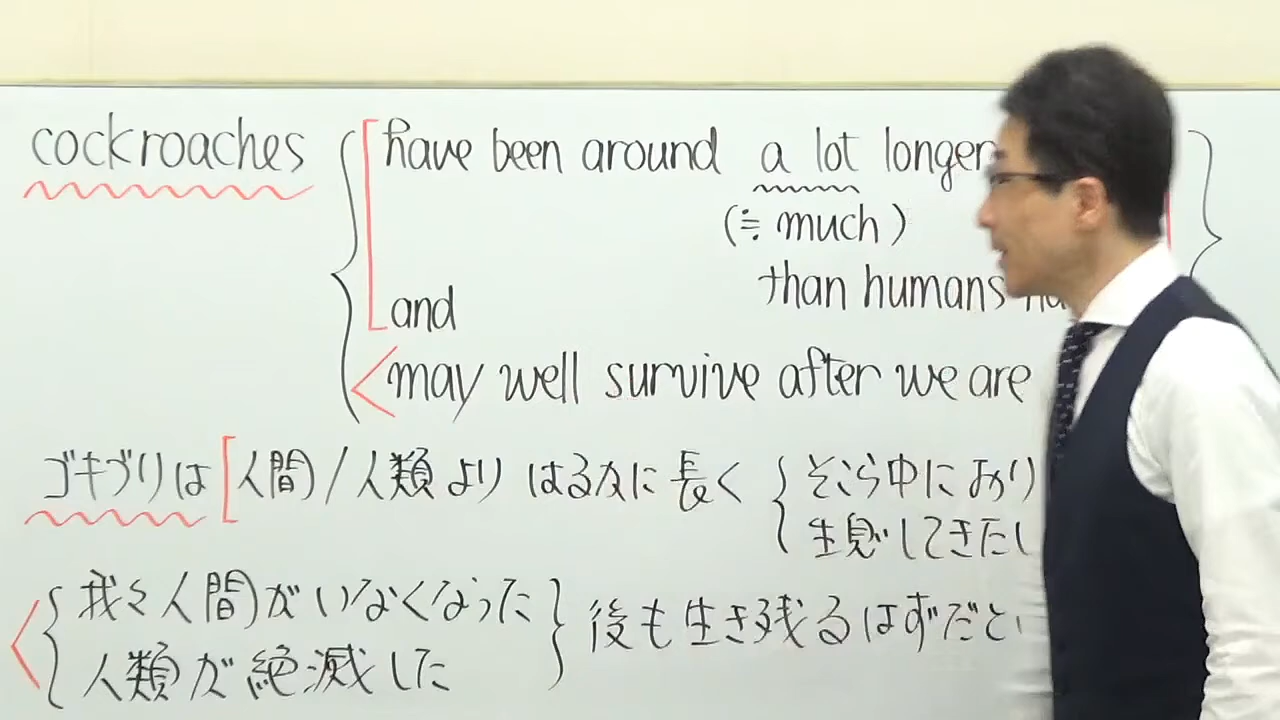 cockroaches have been around a lot longer
(≒ much)
than humans
and
may well survive after we are
ゴキブリは 人間/人類より はるかに長く そこら中におり
生息してきたし
我々人間がいなくなった 後も生き残るはずだと
人類が絶滅した